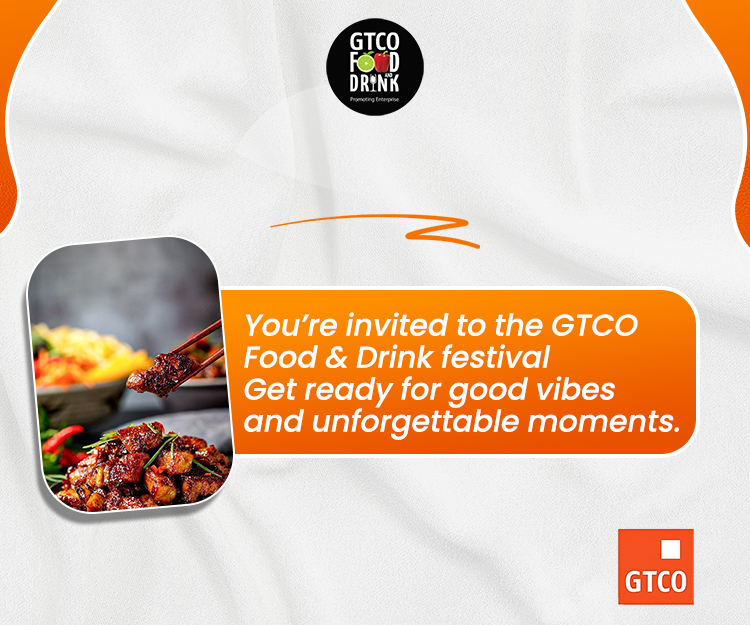 GTCO
FOOD
AND
DRINK
Promoting Enterprise
You're invited to the GTCO
Food & Drink festival
Get ready for good vibes
and unforgettable moments.
GTCO